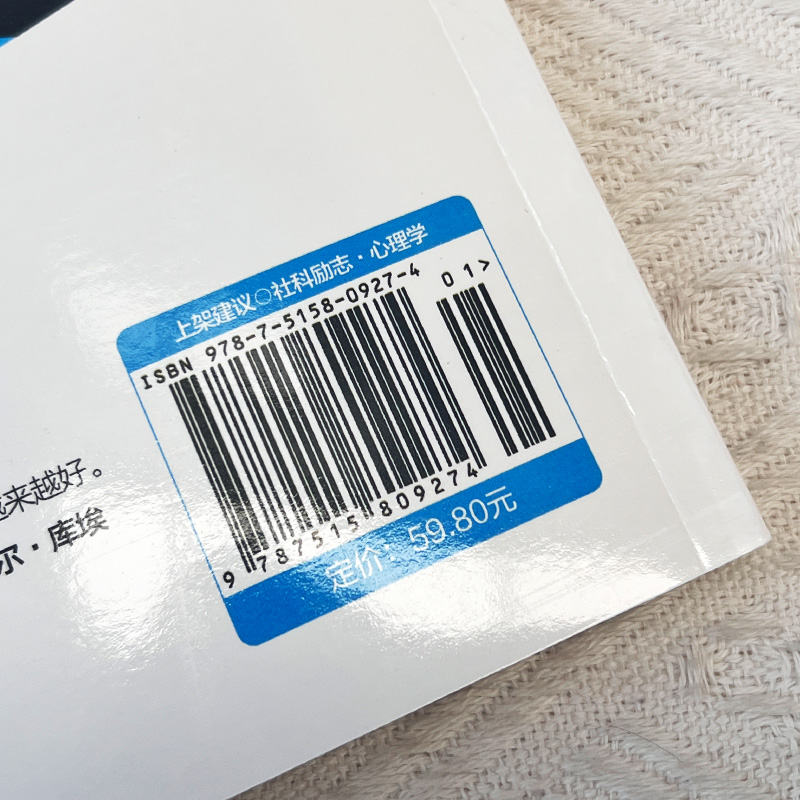 上架建议○社科励志·心理学
ISBN 978-7-5158-0927-4
01>
9 787515 809274
定价：59.80元
越来越好。
尔·库埃